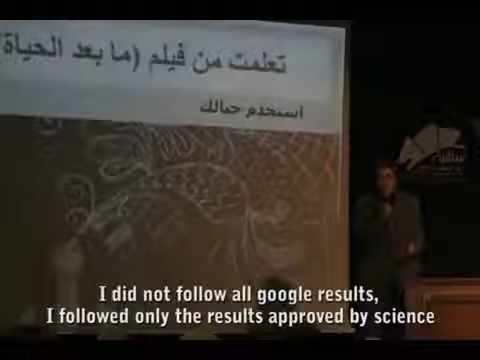 تعلمت من فيلم (ما بعد الحياة)
استخدم خيالك
I did not follow all google results,
I followed only the results approved by science